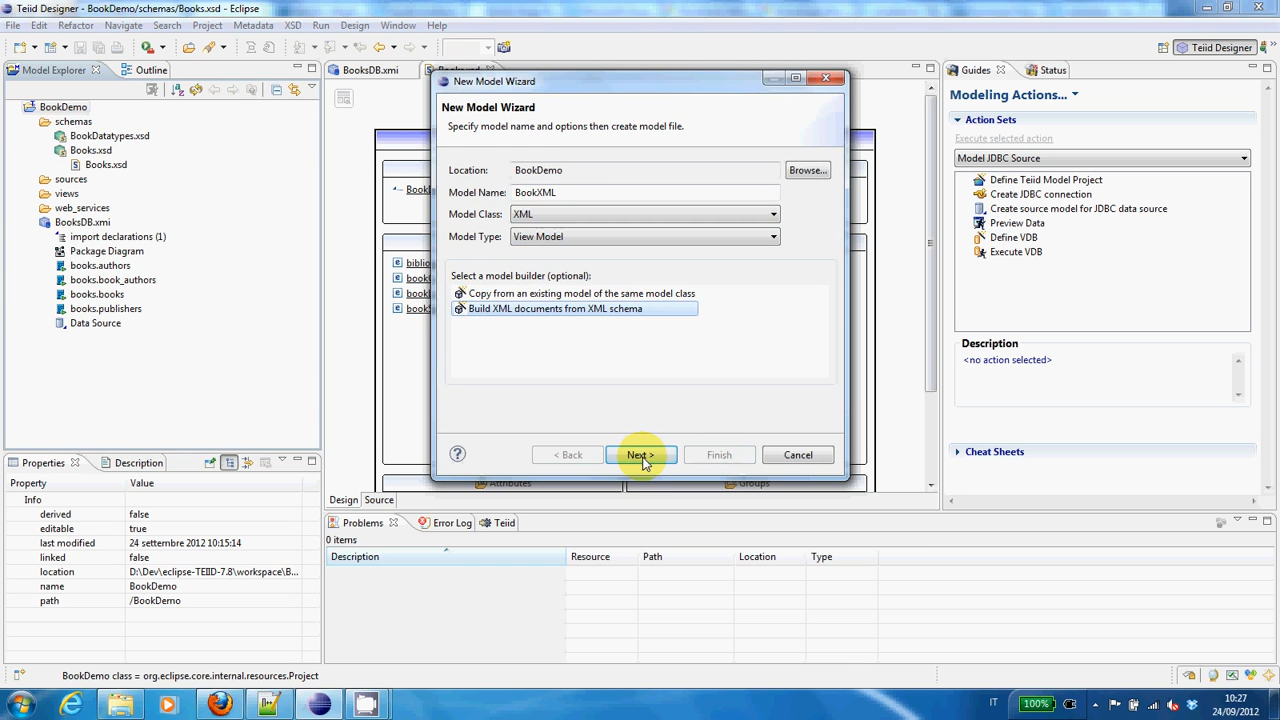 Teiid Designer - BookDemo/schemas/Books.xsd - Eclipse
File Edit Refactor Navigate Search Project Metadata XSD Run Design Window Help
Teiid Designer
Model Explorer
Outline
BookDemo
schemas
BookDatatypes.xsd
Books.xsd
Books.xsd
sources
views
web_services
BooksDB.xmi
import declarations (1)
Package Diagram
books.authors
books.book_authors
books.books
books.publishers
Data Source
BooksDB.xmi
New Model Wizard
New Model Wizard
Specify model name and options then create model file.
Location: BookDemo Browse...
Model Name: BookXML
Model Class: XML
Model Type: View Model
Select a model builder (optional):
Copy from an existing model of the same model class
Build XML documents from XML schema
< Back Next > Finish Cancel
Attributes Groups
Design Source
Guides Status
Modeling Actions...
Action Sets
Execute selected action
Model JDBC Source
Define Teiid Model Project
Create JDBC connection
Create source model for JDBC data source
Preview Data
Define VDB
Execute VDB
Description
<no action selected>
Cheat Sheets
Properties Description
Property Value
Info
derived false
editable true
last modified 24 settembre 2012 10:15:14
linked false
location D:\Dev\eclipse-TEIID-7.8\workspace\B...
name BookDemo
path /BookDemo
Problems Error Log Teiid
0 items
Description Resource Path Location Type
BookDemo class = org.eclipse.core.internal.resources.Project
IT 100% 10:27
24/09/2012